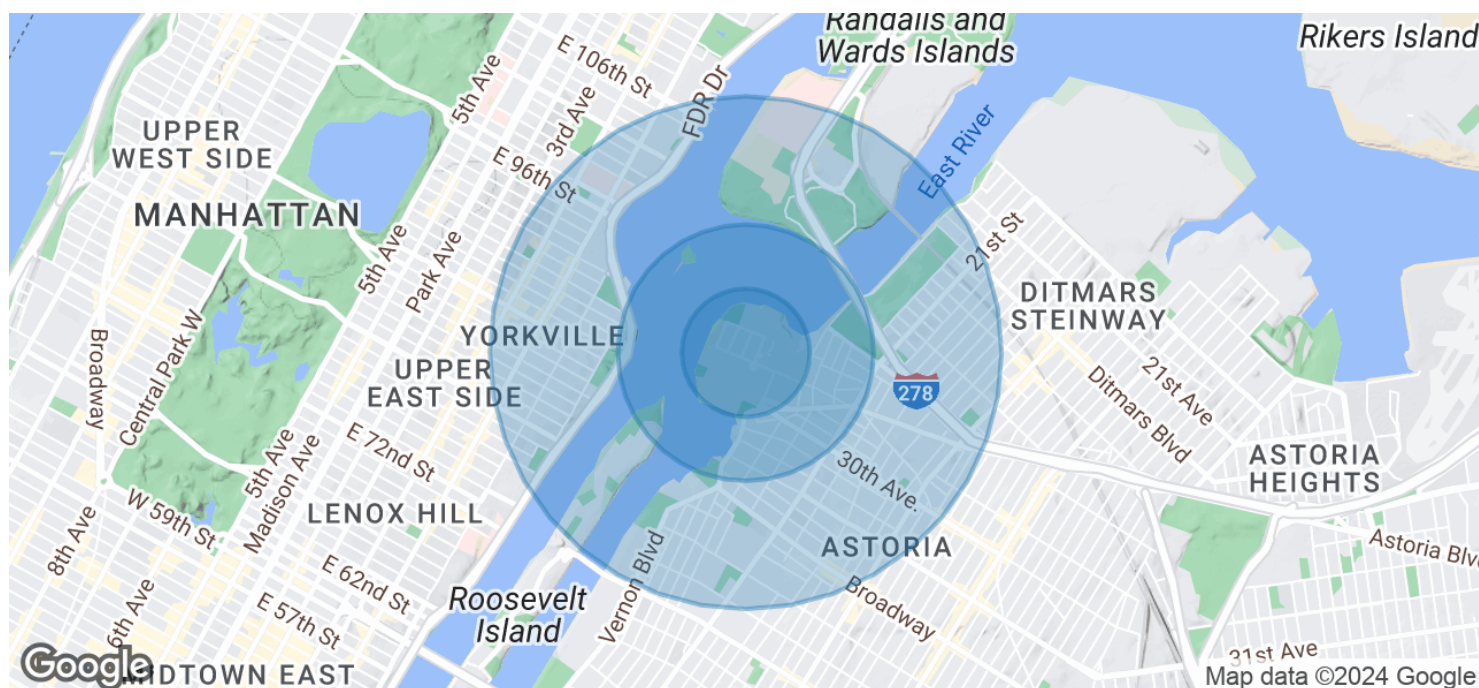 Randalls and
Wards Islands
Rikers Island
E 106th St
5th Ave
3rd Ave
FDR Dr
UPPER
WEST SIDE
East River
E 96th St
MANHATTAN
5th Ave
Park Ave
21st St
DITMARS
STEINWAY
YORKVILLE
Broadway
Central Park W
UPPER
EAST SIDE
278
Ditmars Blvd
21st Ave
E 72nd St
5th Ave
Madison Ave
30th Ave.
ASTORIA
HEIGHTS
LENOX HILL
W 59th St
8th Ave
ASTORIA
Astoria Blv
E 62nd St
Vernon Blvd
Broadway
Roosevelt
Island
6th Ave
E 57th St
31st Ave
Google
MIDTOWN EAST
Map data ©2024 Google